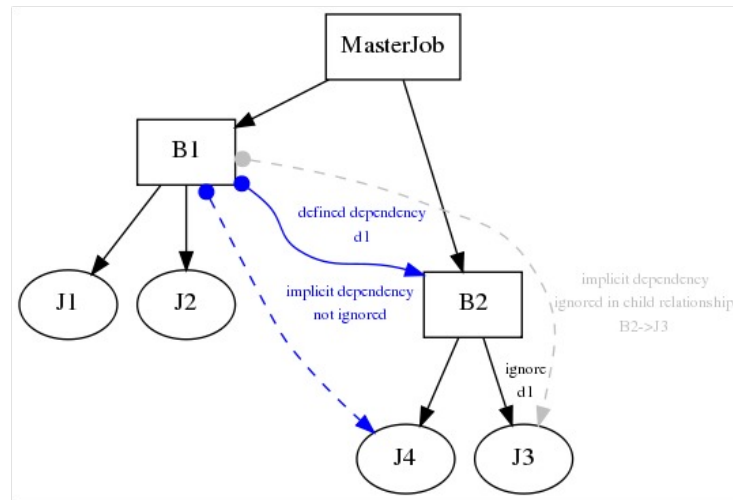 MasterJob
B1
defined dependency
d1
J1
J2
implicit dependency
not ignored
B2
implicit dependency
ignored in child relationship
B2->J3
ignore
d1
J4
J3